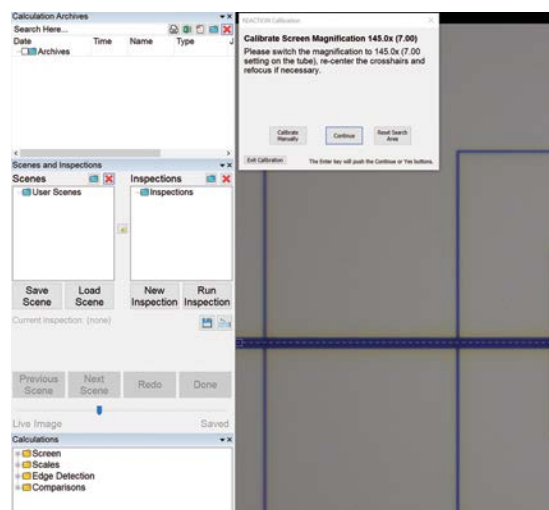 Calculation Archives
Search Here...
Date Time Name Type J
Archives
Scenes and Inspections
Scenes Inspections
User Scenes Inspections
Save Scene Load Scene New Inspection Run Inspection
Current Inspection: (none)
Previous Scene Next Scene Redo Done
Live Image Saved
Calculations
Screen
Scales
Edge Detection
Comparisons
REACTION Calibration
Calibrate Screen Magnification 145.0x (7.00)
Please switch the magnification to 145.0x (7.00
setting on the tube), re-center the crosshairs and
refocus if necessary.
Calibrate Manually Continue Reset Search Area
Exit Calibration The Enter key will push the Continue or Yes buttons.